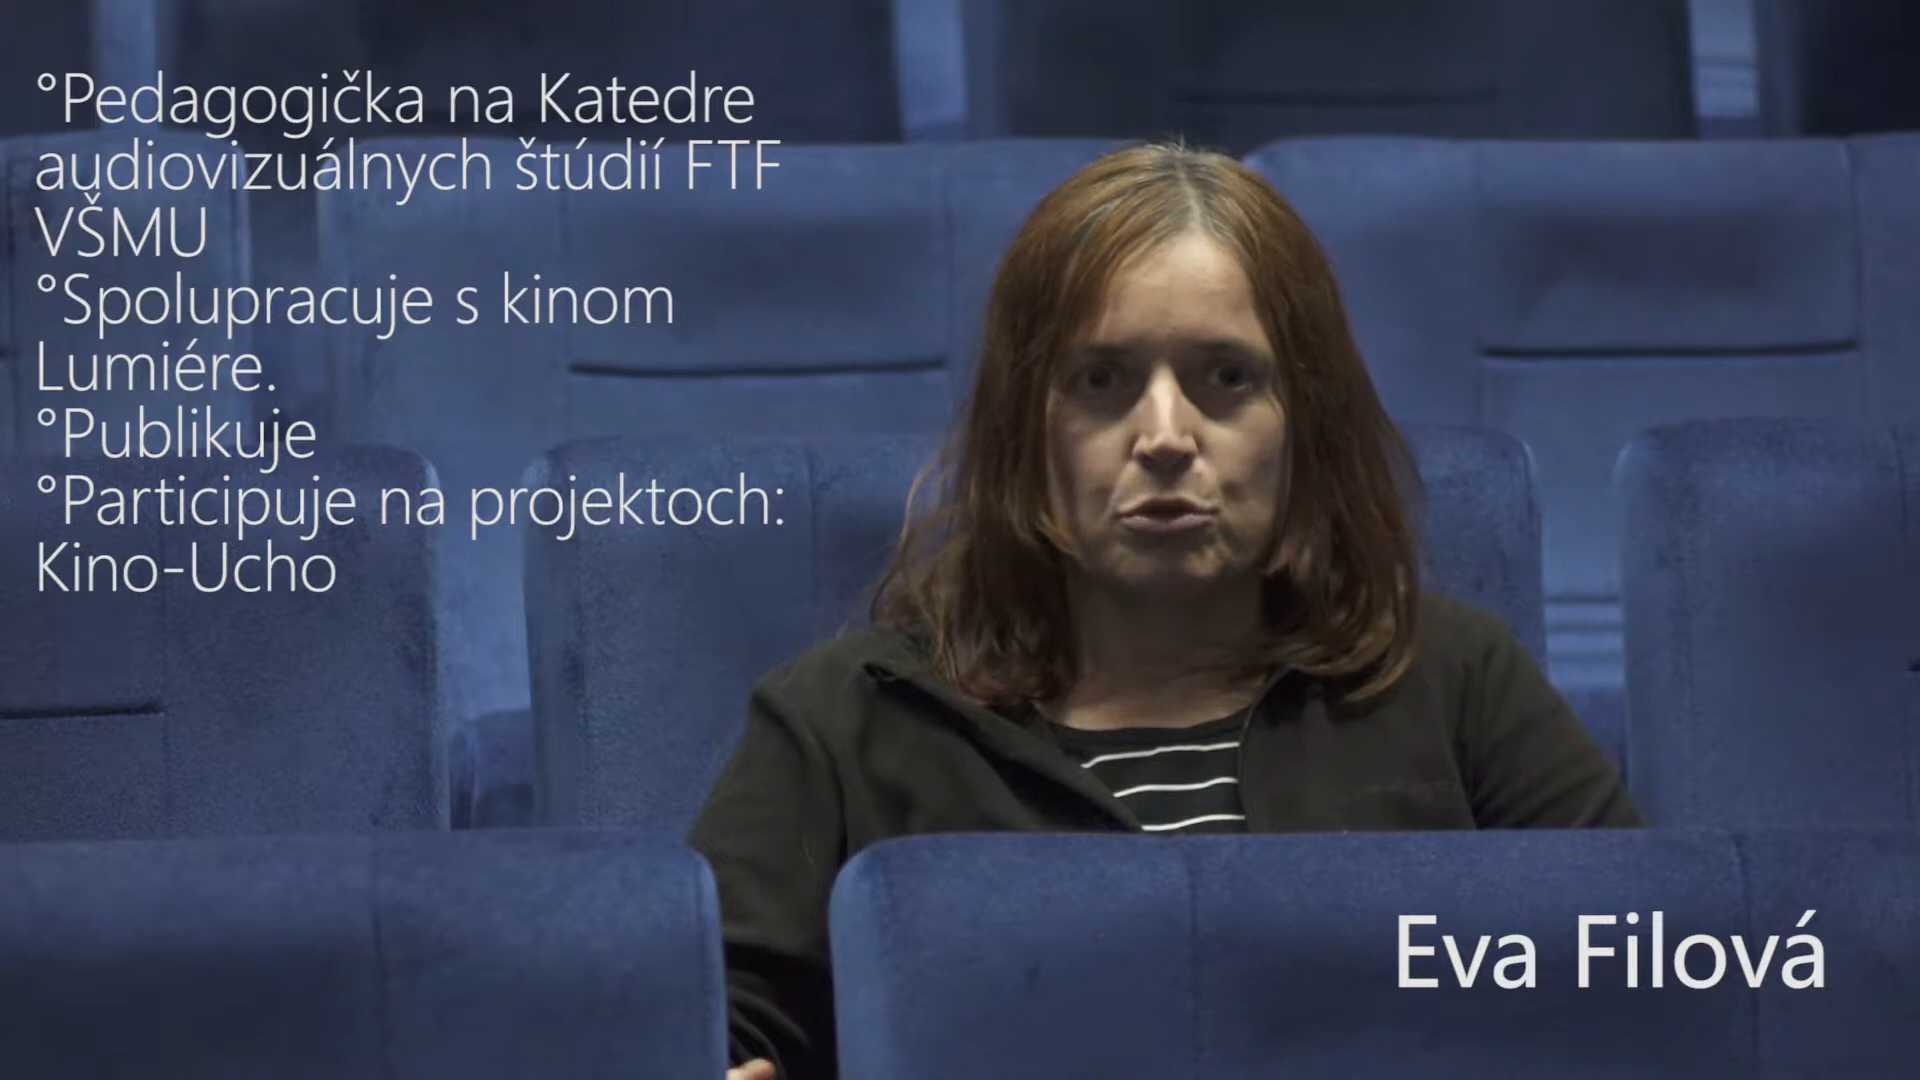 °Pedagogička na Katedre
audiovizuálnych štúdií FTF
VŠMU
°Spolupracuje s kinom
Lumiére.
°Publikuje
°Participuje na projektoch:
Kino-Ucho
Eva Filová